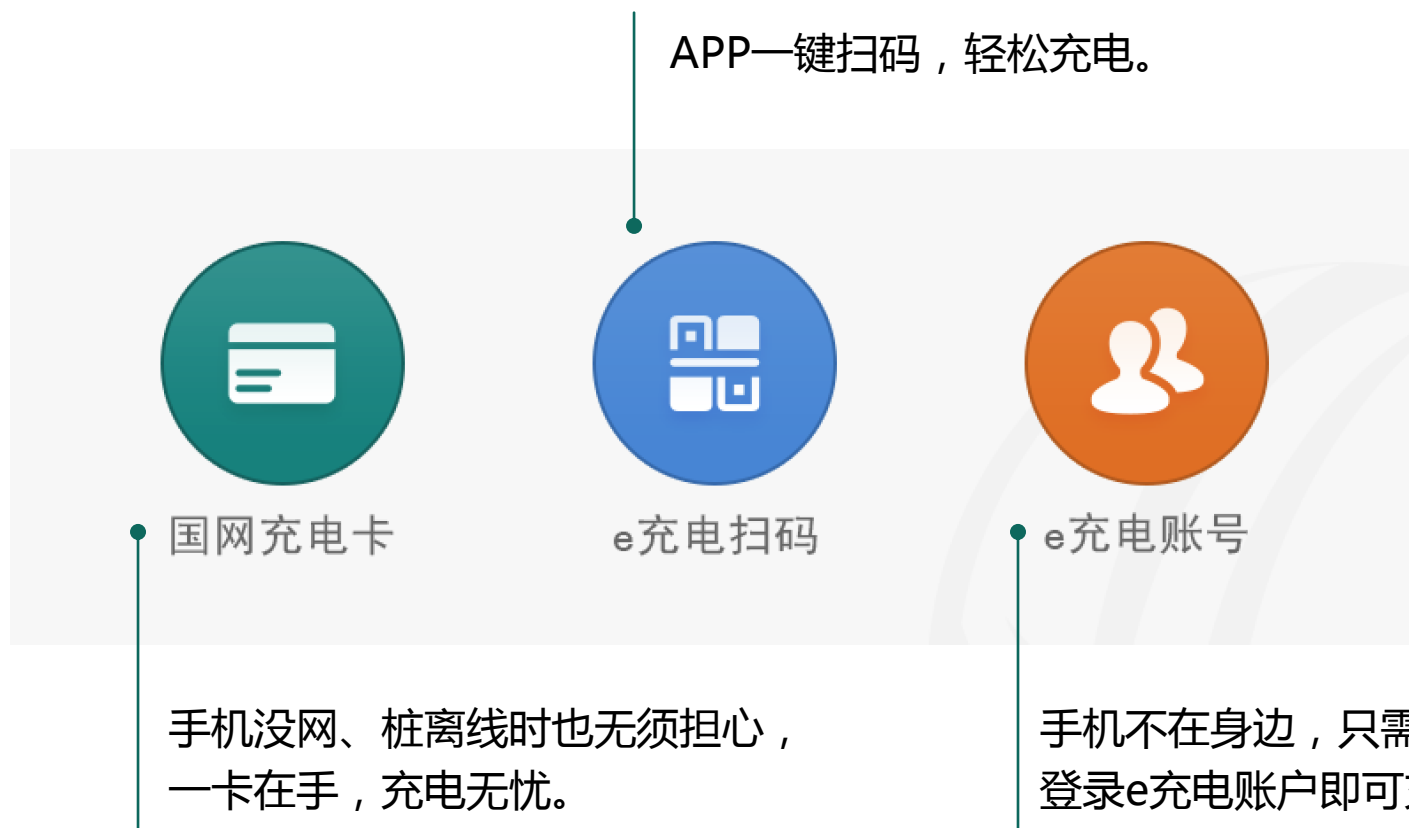 APP一键扫码，轻松充电。
国网充电卡
e充电扫码
e充电账号
手机没网、桩离线时也无须担心，
一卡在手，充电无忧。
手机不在身边，只需
登录e充电账户即可